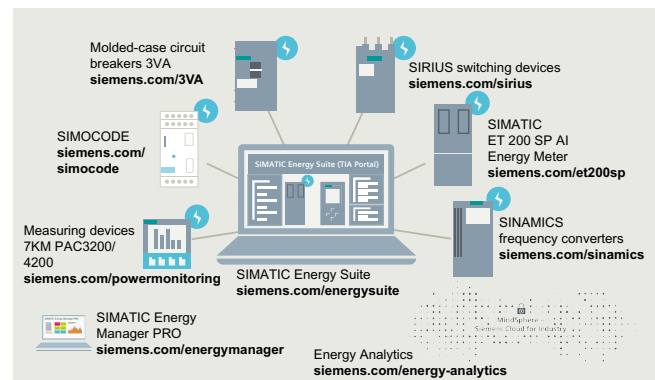 Molded-case circuit
breakers 3VA
siemens.com/3VA
SIRIUS switching devices
siemens.com/sirius
SIMOCODE
siemens.com/
simocode
SIMATIC
ET 200 SP AI
Energy Meter
siemens.com/et200sp
SIMATIC Energy Suite (TIA Portal)
Measuring devices
7KM PAC3200/
4200
siemens.com/powermonitoring
SINAMICS
frequency converters
siemens.com/sinamics
SIMATIC Energy Suite
siemens.com/energysuite
SIMATIC Energy
Manager PRO
siemens.com/energymanager
MindSphere –
Siemens Cloud for Industry
Energy Analytics
siemens.com/energy-analytics